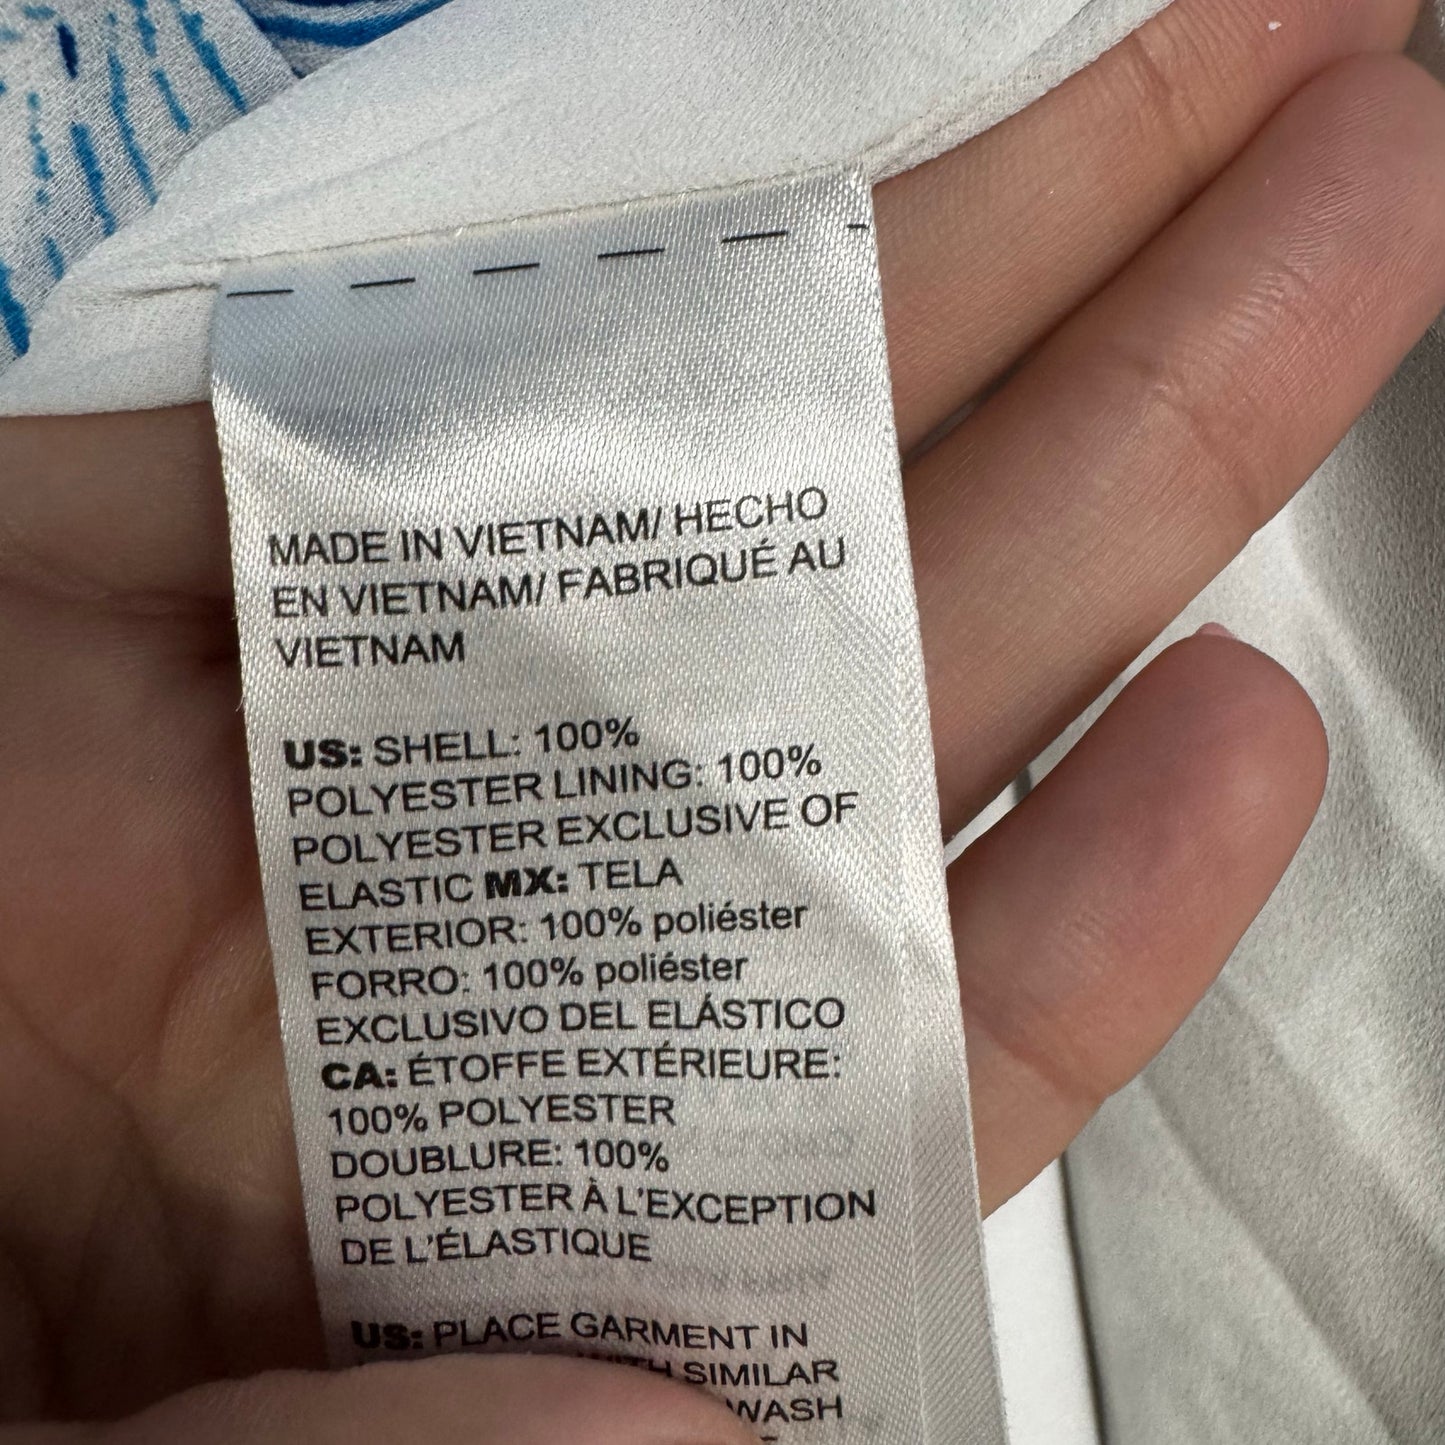 MADE IN VIETNAM/ HECHO
EN VIETNAM/ FABRIQUÉ AU
VIETNAM
US: SHELL: 100%
POLYESTER LINING: 100%
POLYESTER EXCLUSIVE OF
ELASTIC MX: TELA
EXTERIOR: 100% poliéster
FORRO: 100% poliéster
EXCLUSIVO DEL ELÁSTICO
CA: ÉTOFFE EXTÉRIEURE:
100% POLYESTER
DOUBLURE: 100%
POLYESTER À L'EXCEPTION
DE L'ÉLASTIQUE
US: PLACE GARMENT IN
WITH SIMILAR
WASH